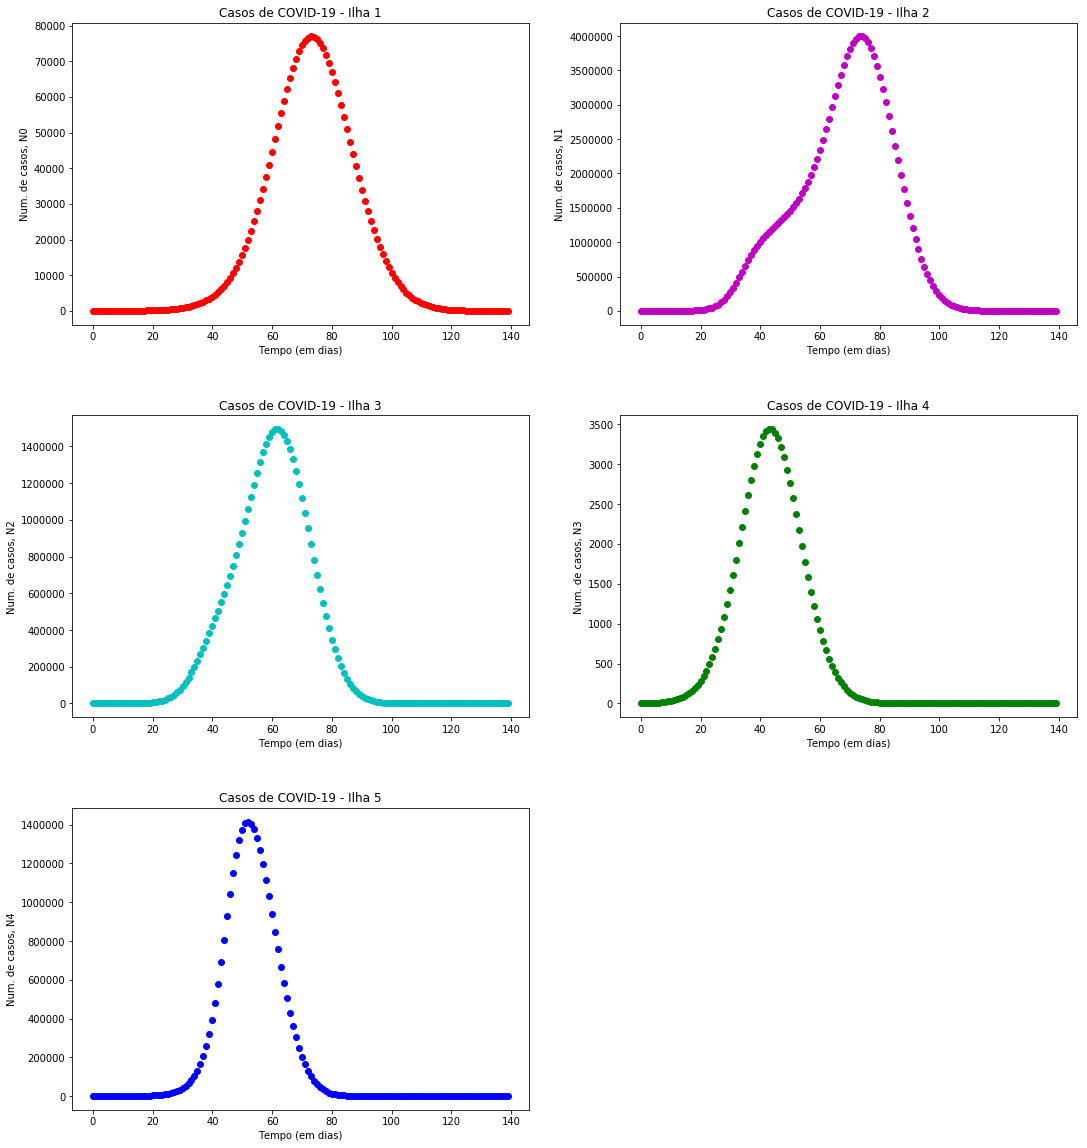 Casos de COVID-19 - Ilha 1
80000
70000
60000
50000
40000
30000
20000
10000
0
Num. de casos, N0
0 20 40 60 80 100 120 140
Tempo (em dias)
Casos de COVID-19 - Ilha 2
4000000
3500000
3000000
2500000
2000000
1500000
1000000
500000
0
Num. de casos, N1
0 20 40 60 80 100 120 140
Tempo (em dias)
Casos de COVID-19 - Ilha 3
1400000
1200000
1000000
800000
600000
400000
200000
0
Num. de casos, N2
0 20 40 60 80 100 120 140
Tempo (em dias)
Casos de COVID-19 - Ilha 4
3500
3000
2500
2000
1500
1000
500
0
Num. de casos, N3
0 20 40 60 80 100 120 140
Tempo (em dias)
Casos de COVID-19 - Ilha 5
1400000
1200000
1000000
800000
600000
400000
200000
0
Num. de casos, N4
0 20 40 60 80 100 120 140
Tempo (em dias)